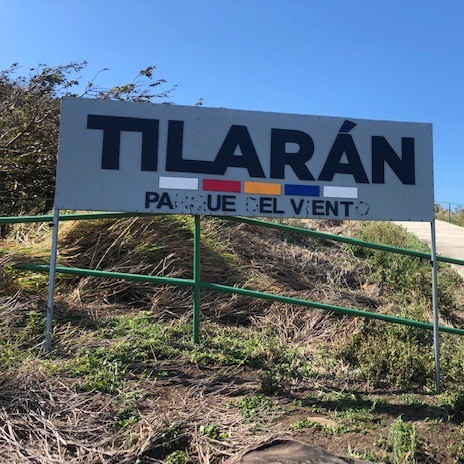 TILARÁN
PARQUE DEL VIENTO